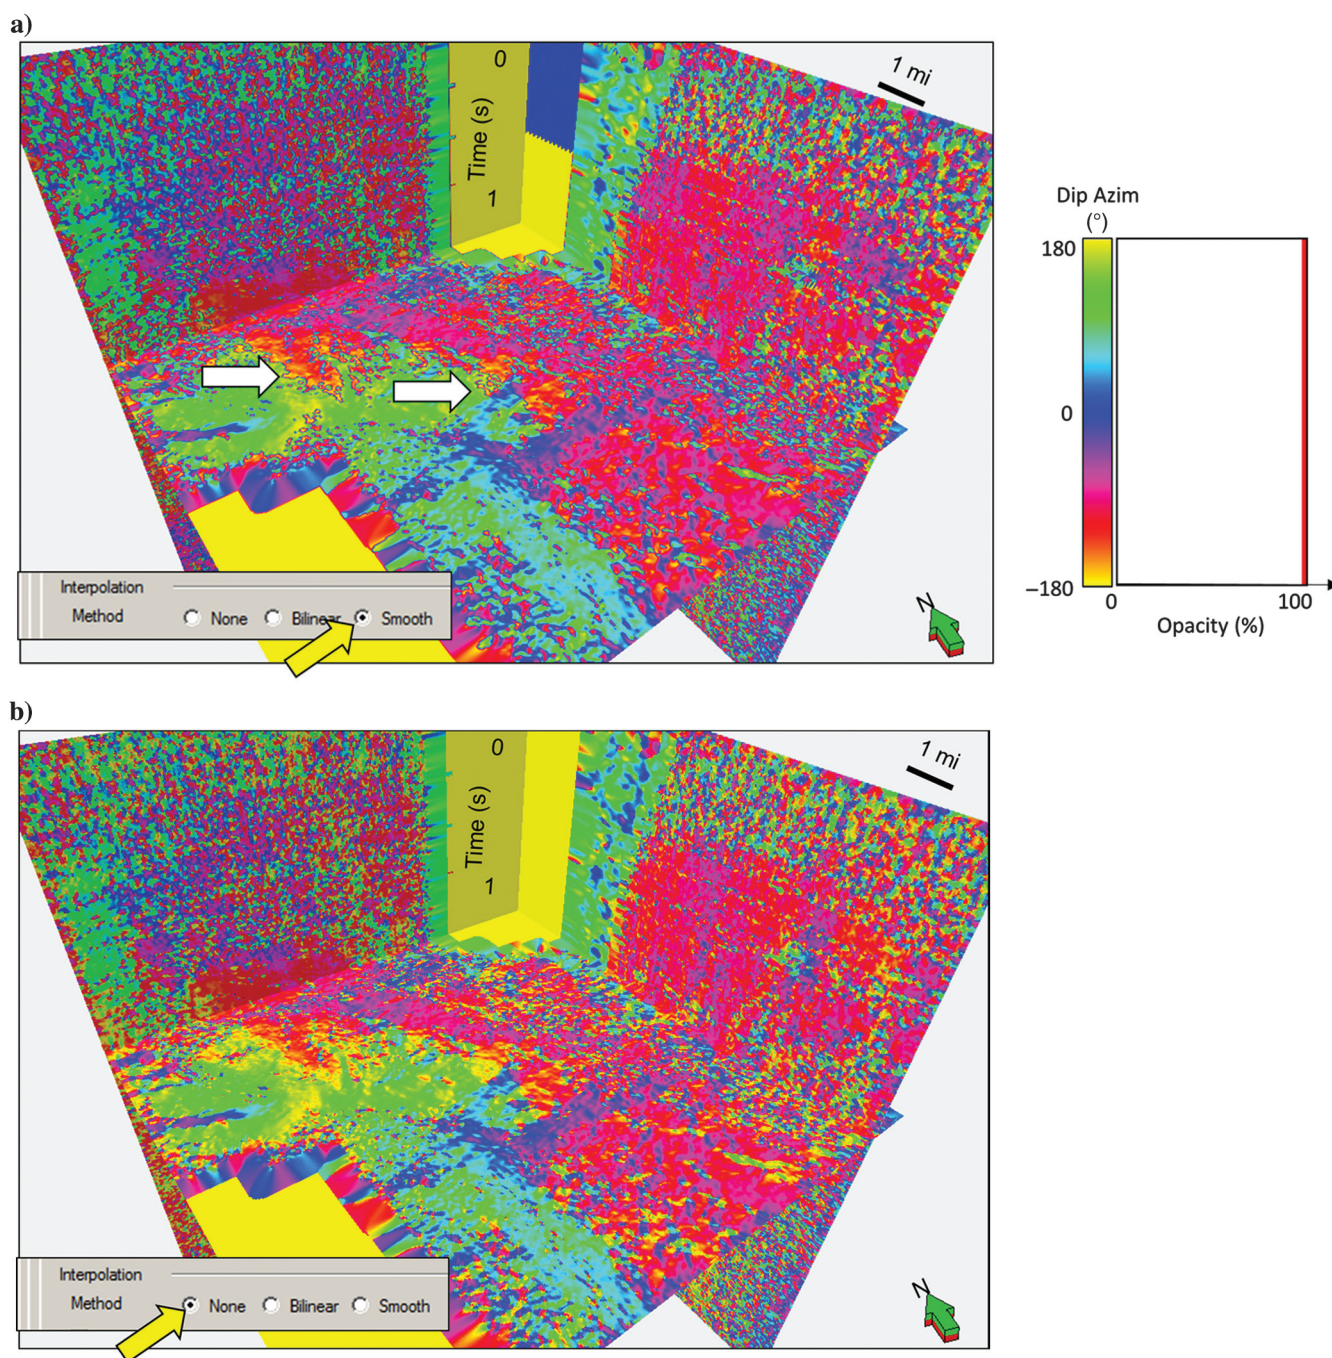 a)
0
Time (s)
1
1 mi
N
Interpolation
Method None Bilinear Smooth
Dip Azim
(°)
180
0
–180
0 100
Opacity (%)
b)
0
Time (s)
1
1 mi
N
Interpolation
Method None Bilinear Smooth